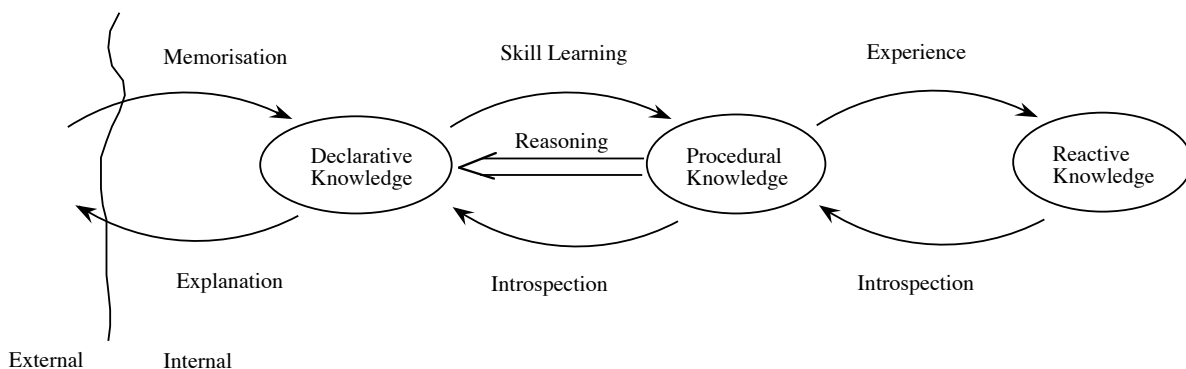 Memorisation
Skill Learning
Experience
Reasoning
Declarative
Knowledge
Procedural
Knowledge
Reactive
Knowledge
Explanation
Introspection
Introspection
External
Internal